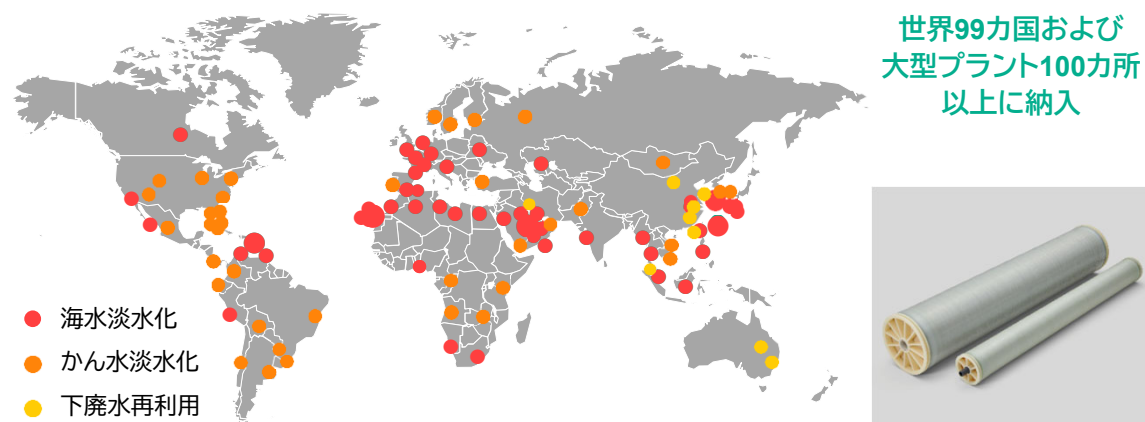 世界99カ国および
大型プラント100カ所
以上に納入
海水淡水化
かん水淡水化
下廃水再利用